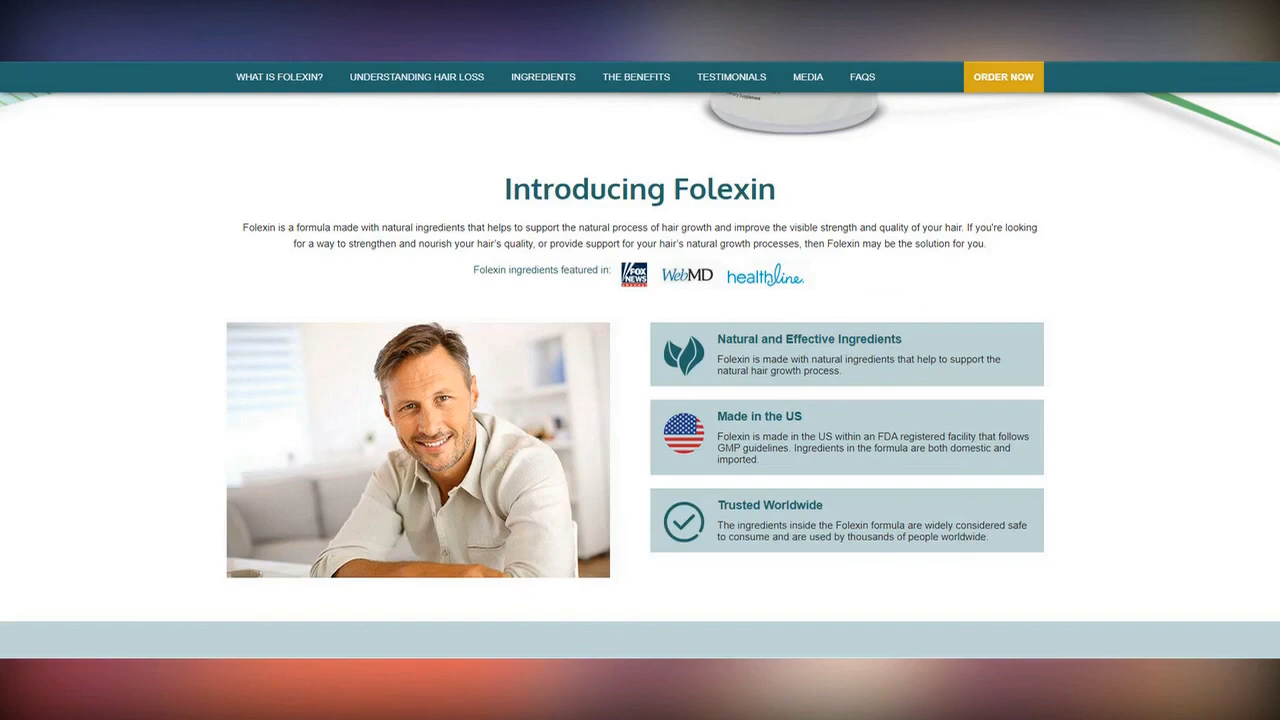 WHAT IS FOLEXIN? UNDERSTANDING HAIR LOSS INGREDIENTS THE BENEFITS TESTIMONIALS MEDIA FAQS ORDER NOW
Introducing Folexin
Folexin is a formula made with natural ingredients that helps to support the natural process of hair growth and improve the visible strength and quality of your hair. If you're looking
for a way to strengthen and nourish your hair's quality, or provide support for your hair's natural growth processes, then Folexin may be the solution for you.
Folexin ingredients featured in: FOX NEWS WebMD healthline.
Natural and Effective Ingredients
Folexin is made with natural ingredients that help to support the
natural hair growth process.
Made in the US
Folexin is made in the US within an FDA registered facility that follows
GMP guidelines. Ingredients in the formula are both domestic and
imported.
Trusted Worldwide
The ingredients inside the Folexin formula are widely considered safe
to consume and are used by thousands of people worldwide.